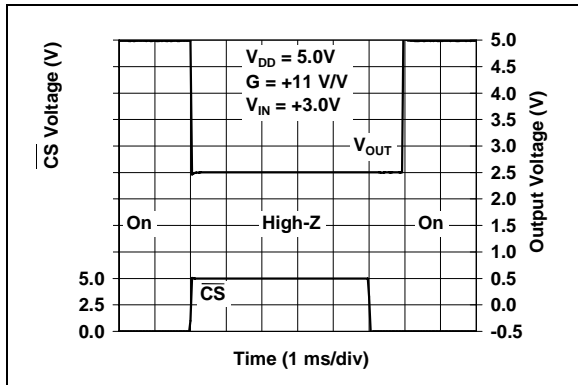 CS Voltage (V)
V_DD = 5.0V
G = +11 V/V
V_IN = +3.0V
V_OUT
On
High-Z
On
CS
5.0
2.5
0.0
5.0
4.5
4.0
3.5
3.0
2.5
2.0
1.5
1.0
0.5
0.0
-0.5
Output Voltage (V)
Time (1 ms/div)